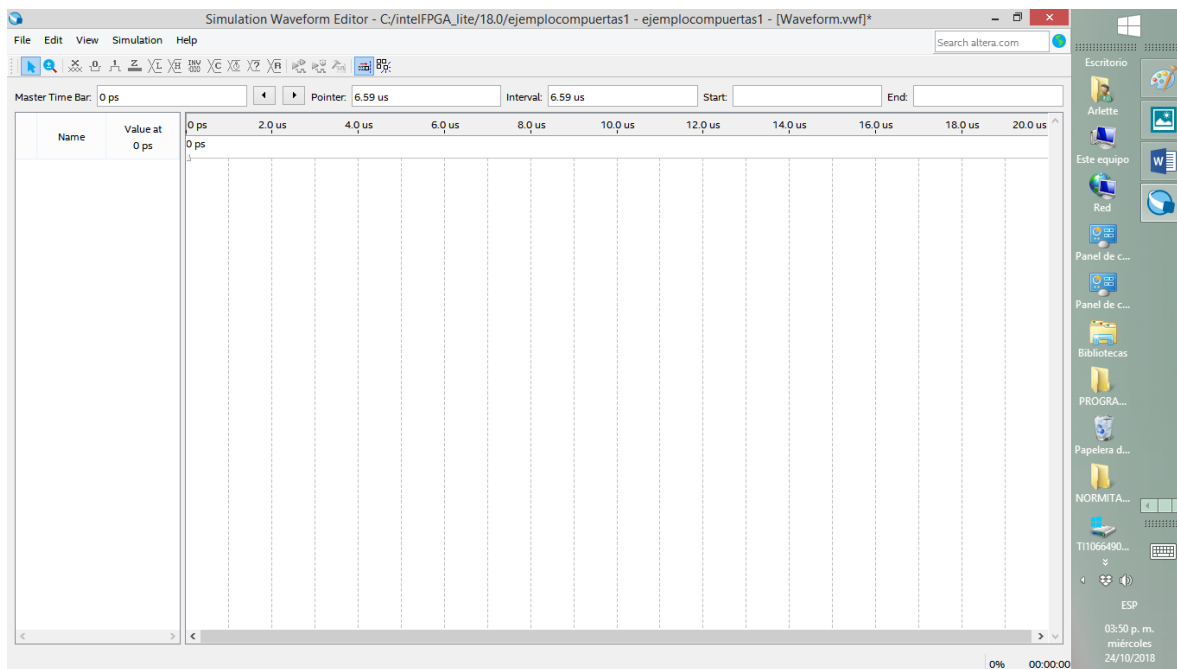 Simulation Waveform Editor - C:/intelFPGA_lite/18.0/ejemplocompuertas1 - ejemplocompuertas1 - [Waveform.vwf]*
File Edit View Simulation Help
Search altera.com
Master Time Bar: 0 ps
Pointer: 6.59 us
Interval: 6.59 us
Start:
End:
Name
Value at
0 ps
0 ps 2.0 us 4.0 us 6.0 us 8.0 us 10.0 us 12.0 us 14.0 us 16.0 us 18.0 us 20.0 us
0 ps
0% 00:00:00
Escritorio
Arlette
Este equipo
Red
Panel de c...
Panel de c...
Bibliotecas
PROGRA...
Papelera d...
NORMITA...
TI1066490...
ESP
03:50 p. m.
miércoles
24/10/2018